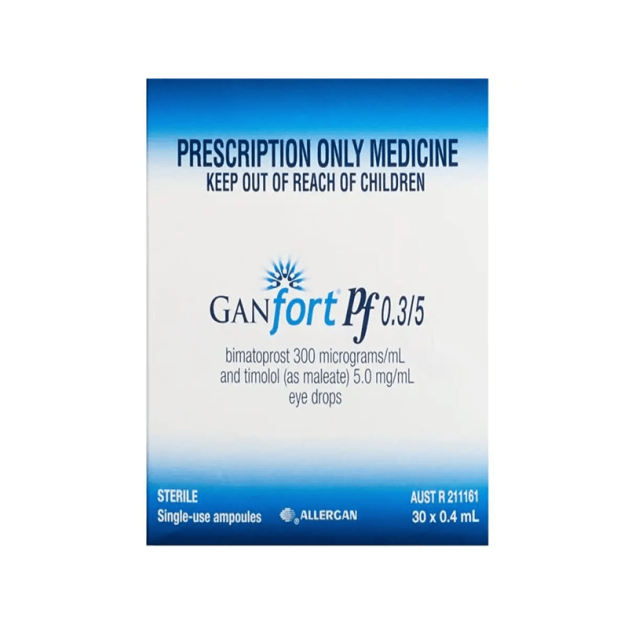 PRESCRIPTION ONLY MEDICINE
KEEP OUT OF REACH OF CHILDREN
GANfort® Pf 0.3/5
bimatoprost 300 micrograms/mL
and timolol (as maleate) 5.0 mg/mL
eye drops
STERILE
Single-use ampoules
ALLERGAN
AUST R 211161
30 x 0.4 mL